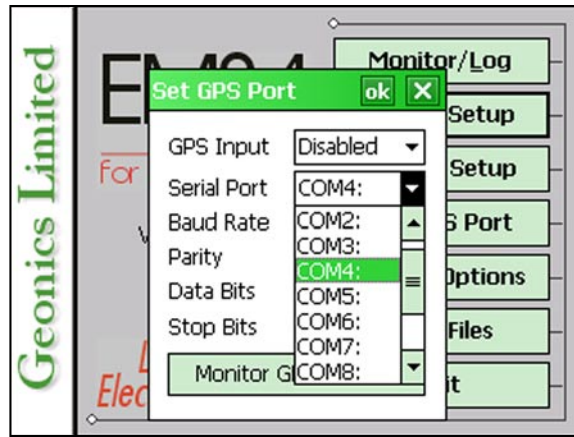 Geonics Limited
Monitor/Log
Set GPS Port ok X
Setup
GPS Input Disabled
for
Setup
Serial Port COM4:
Baud Rate COM2:
S Port
COM3:
Parity COM4:
Options
Data Bits COM5:
Stop Bits COM6:
Files
COM7:
Monitor G COM8:
it
Elec